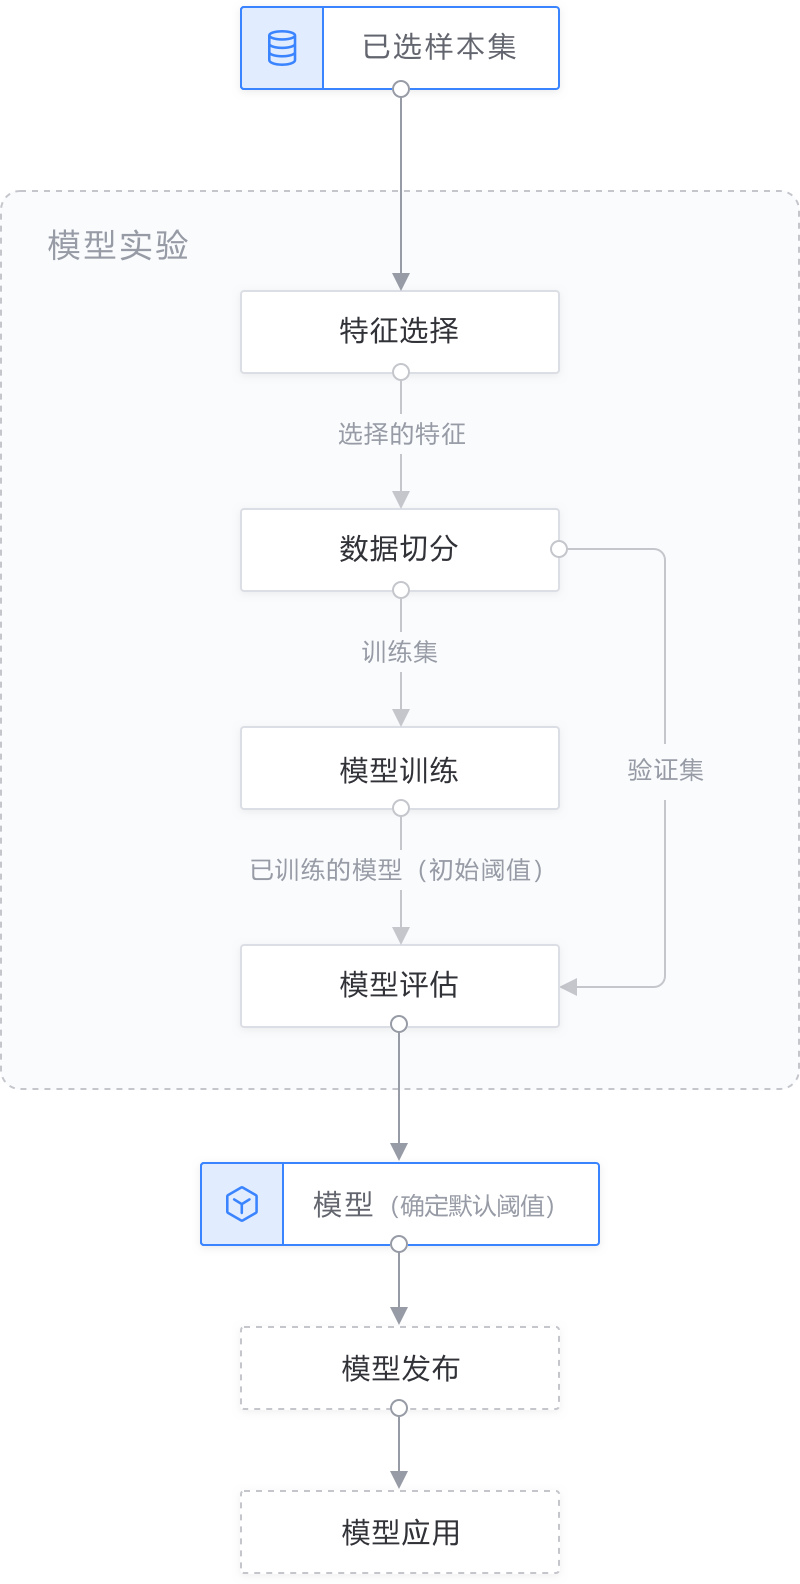 已选样本集
模型实验
特征选择
选择的特征
数据切分
训练集
模型训练
验证集
已训练的模型（初始阈值）
模型评估
模型（确定默认阈值）
模型发布
模型应用